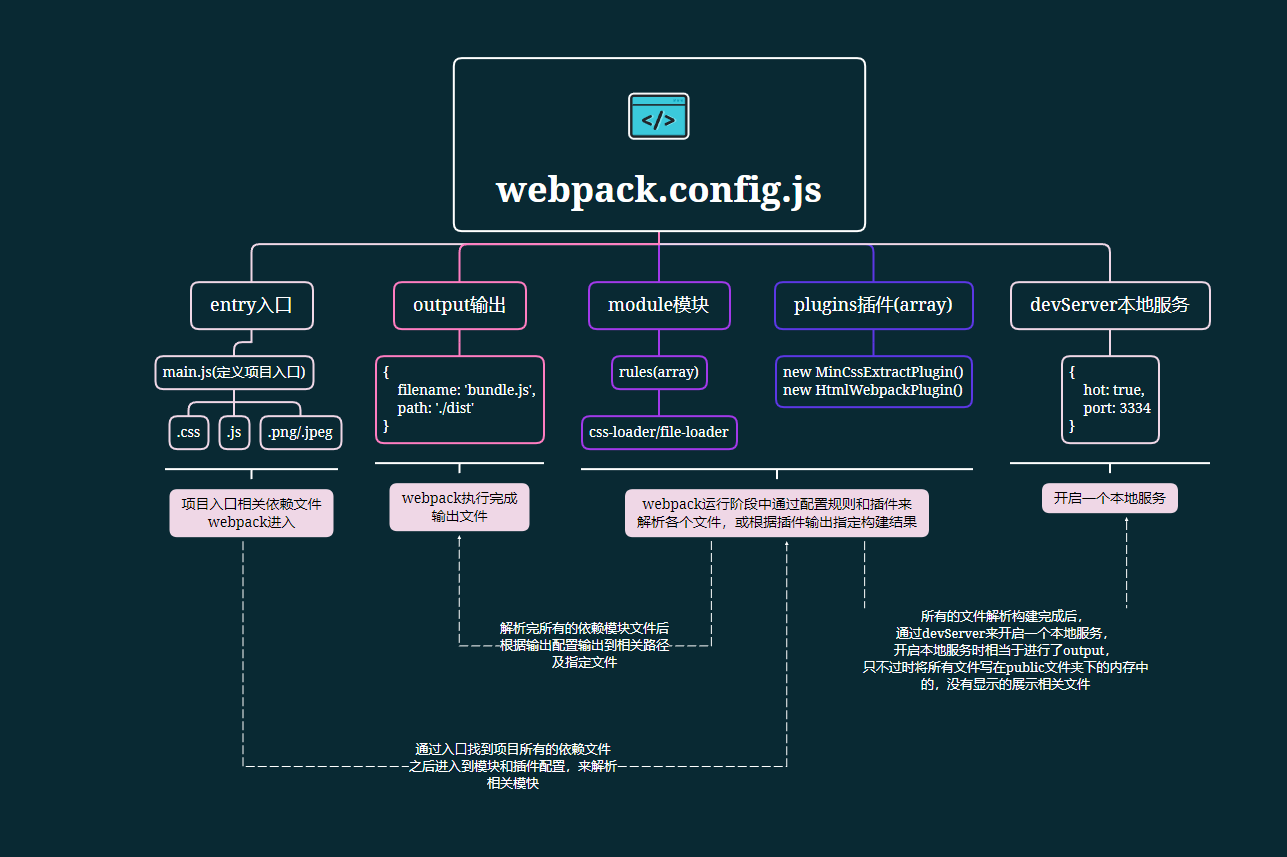 </>
webpack.config.js
entry入口
output输出
module模块
plugins插件(array)
devServer本地服务
main.js(定义项目入口)
.css
.js
.png/.jpeg
{
filename: 'bundle.js',
path: './dist'
}
rules(array)
css-loader/file-loader
new MinCssExtractPlugin()
new HtmlWebpackPlugin()
{
hot: true,
port: 3334
}
项目入口相关依赖文件
webpack进入
webpack执行完成
输出文件
webpack运行阶段中通过配置规则和插件来
解析各个文件，或根据插件输出指定构建结果
开启一个本地服务
解析完所有的依赖模块文件后
根据输出配置输出到相关路径
及指定文件
所有的文件解析构建完成后，
通过devServer来开启一个本地服务，
开启本地服务时相当于进行了output，
只不过时将所有文件写在public文件夹下的内存中
的，没有显示的展示相关文件
通过入口找到项目所有的依赖文件
之后进入到模块和插件配置，来解析
相关模快